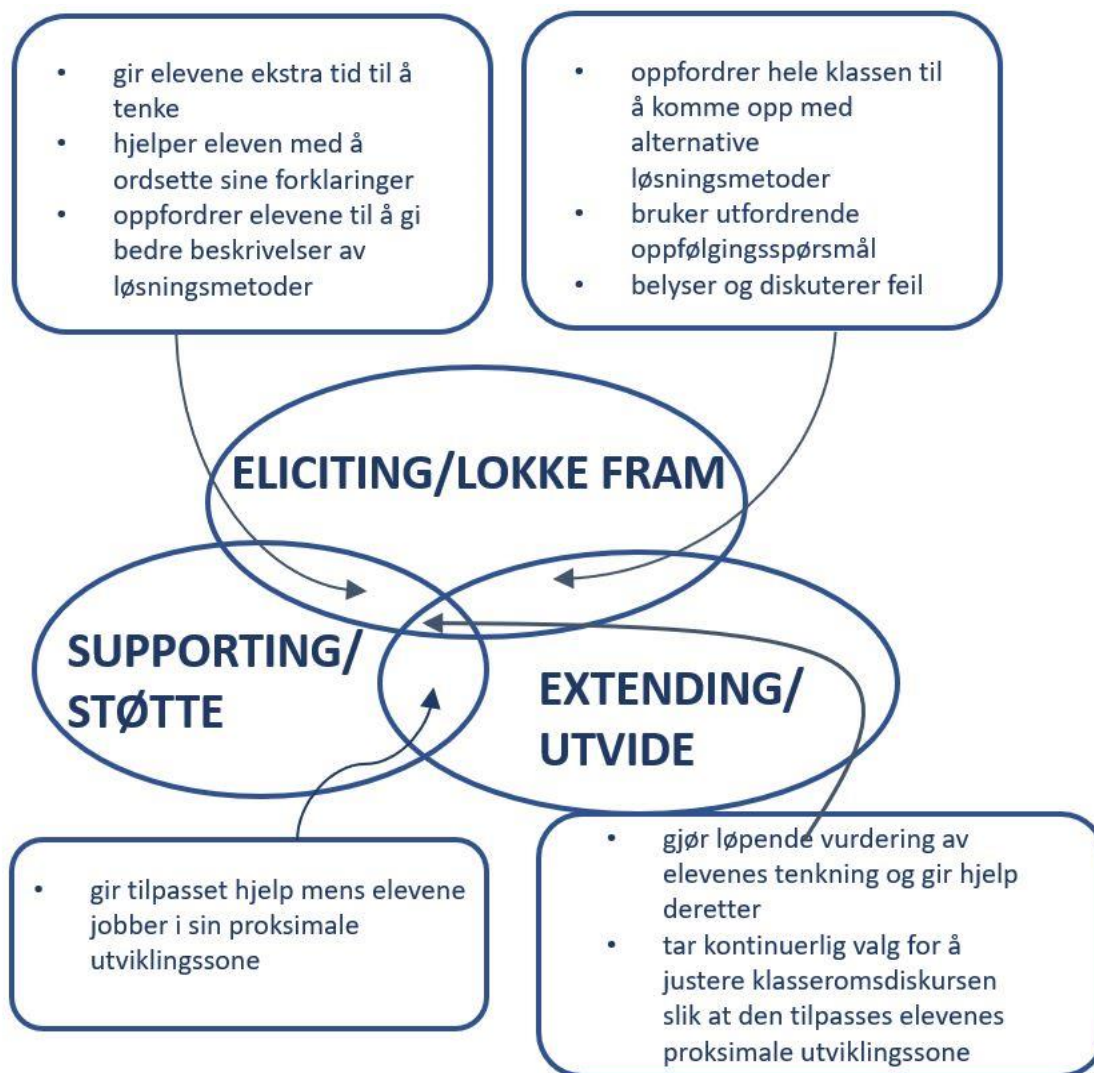 • gir elevene ekstra tid til å
tenke
• hjelper eleven med å
ordsette sine forklaringer
• oppfordrer elevene til å gi
bedre beskrivelser av
løsningsmetoder
• oppfordrer hele klassen til
å komme opp med
alternative
løsningsmetoder
• bruker utfordrende
oppfølgingsspørsmål
• belyser og diskuterer feil
ELICITING/LOKKE FRAM
SUPPORTING/
STØTTE
EXTENDING/
UTVIDE
• gir tilpasset hjelp mens elevene
jobber i sin proksimale
utviklingssone
• gjør løpende vurdering av
elevenes tenkning og gir hjelp
deretter
• tar kontinuerlig valg for å
justere klasseromsdiskursen
slik at den tilpasses elevenes
proksimale utviklingssone